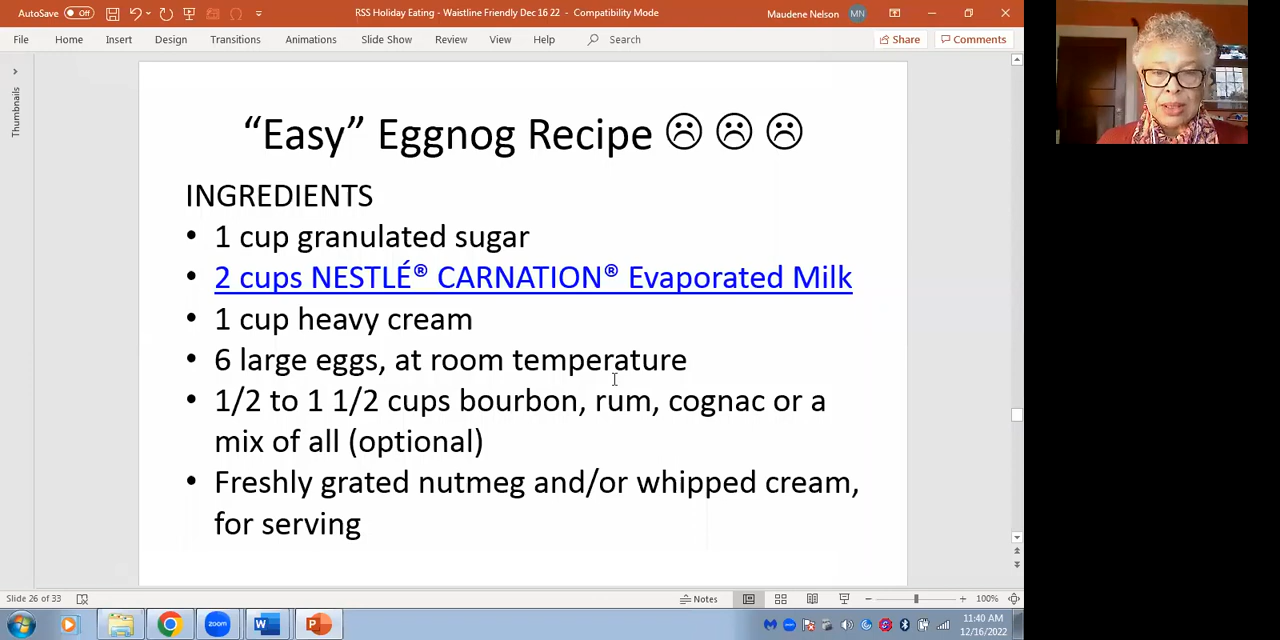 AutoSave Off
RSS Holiday Eating - Waistline Friendly Dec 16 22 - Compatibility Mode
Maudene Nelson MN
File Home Insert Design Transitions Animations Slide Show Review View Help Search Share Comments
Thumbnails
“Easy” Eggnog Recipe ☹ ☹ ☹
INGREDIENTS
• 1 cup granulated sugar
• 2 cups NESTLÉ® CARNATION® Evaporated Milk
• 1 cup heavy cream
• 6 large eggs, at room temperature
• 1/2 to 1 1/2 cups bourbon, rum, cognac or a
mix of all (optional)
• Freshly grated nutmeg and/or whipped cream,
for serving
Slide 26 of 33
Notes
100%
zoom
11:40 AM
12/16/2022